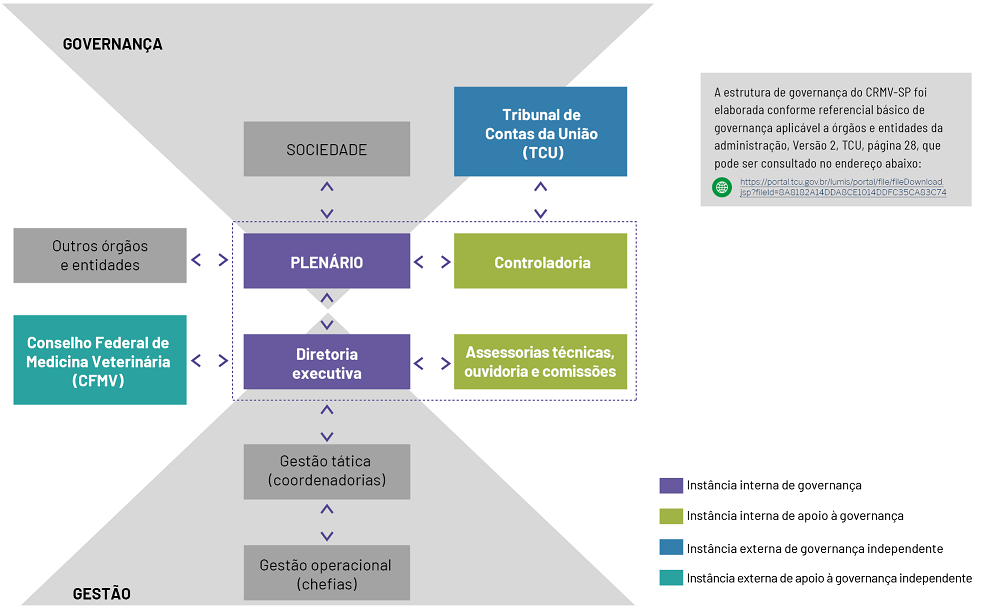 GOVERNANÇA
A estrutura de governança do CRMV-SP foi
elaborada conforme referencial básico de
governança aplicável a órgãos e entidades da
administração, Versão 2, TCU, página 28, que
pode ser consultado no endereço abaixo:
https://portal.tcu.gov.br/lumis/portal/file/fileDownload.
jsp?fileId=8A8182A14DDA8CE1014DDFC35CA83C74
Tribunal de
Contas da União
(TCU)
SOCIEDADE
Outros órgãos
e entidades
PLENÁRIO
Controladoria
Conselho Federal de
Medicina Veterinária
(CFMV)
Diretoria
executiva
Assessorias técnicas,
ouvidoria e comissões
Gestão tática
(coordenadorias)
Gestão operacional
(chefias)
GESTÃO
Instância interna de governança
Instância interna de apoio à governança
Instância externa de governança independente
Instância externa de apoio à governança independente